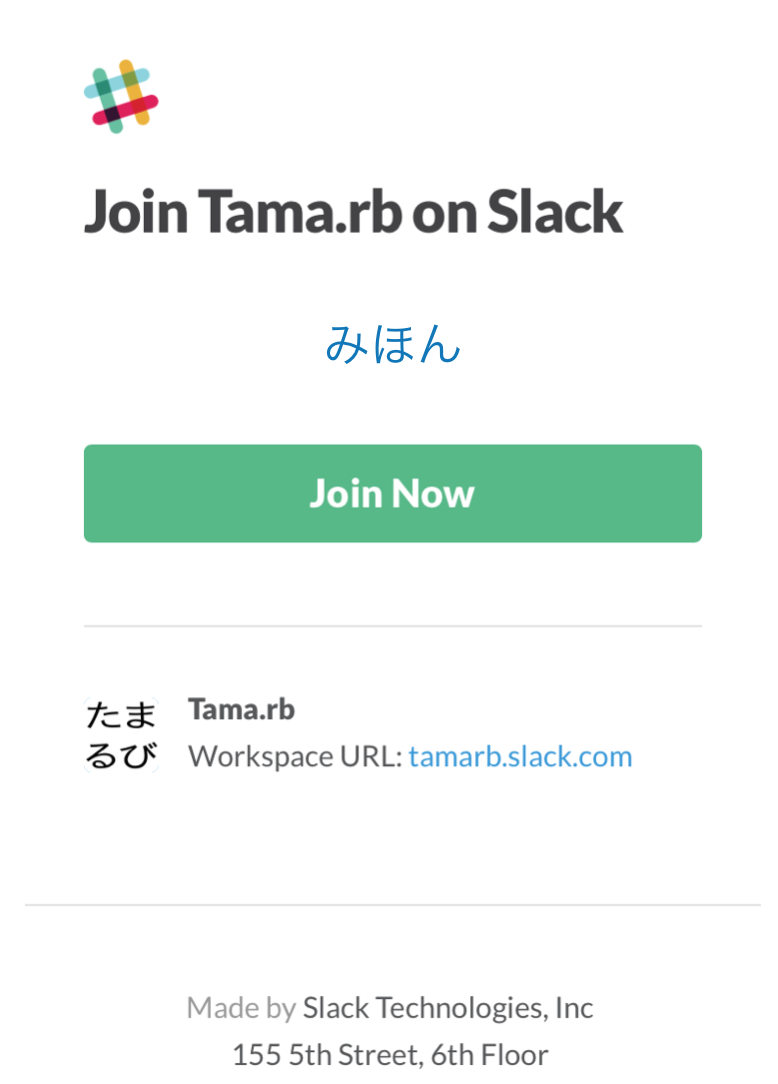 Join Tama.rb on Slack
みほん
Join Now
たま
るび
Tama.rb
Workspace URL: tamarb.slack.com
Made by Slack Technologies, Inc
155 5th Street, 6th Floor